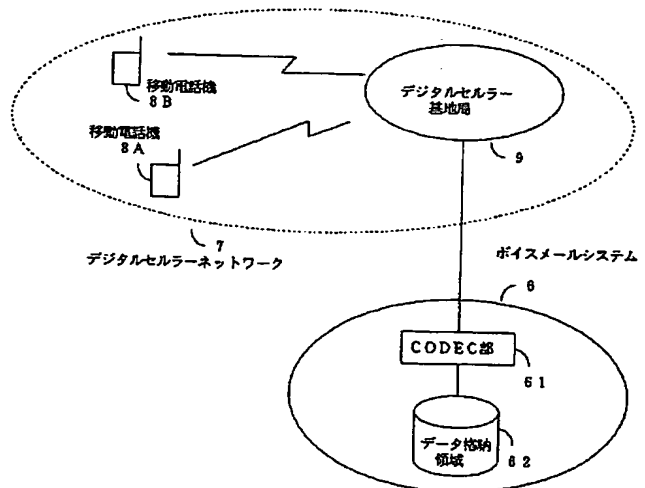 移動電話機
8B
移動電話機
8A
デジタルセルラー
基地局
9
7
デジタルセルラーネットワーク
ボイスメールシステム
6
CODEC部
61
データ格納
領域
62